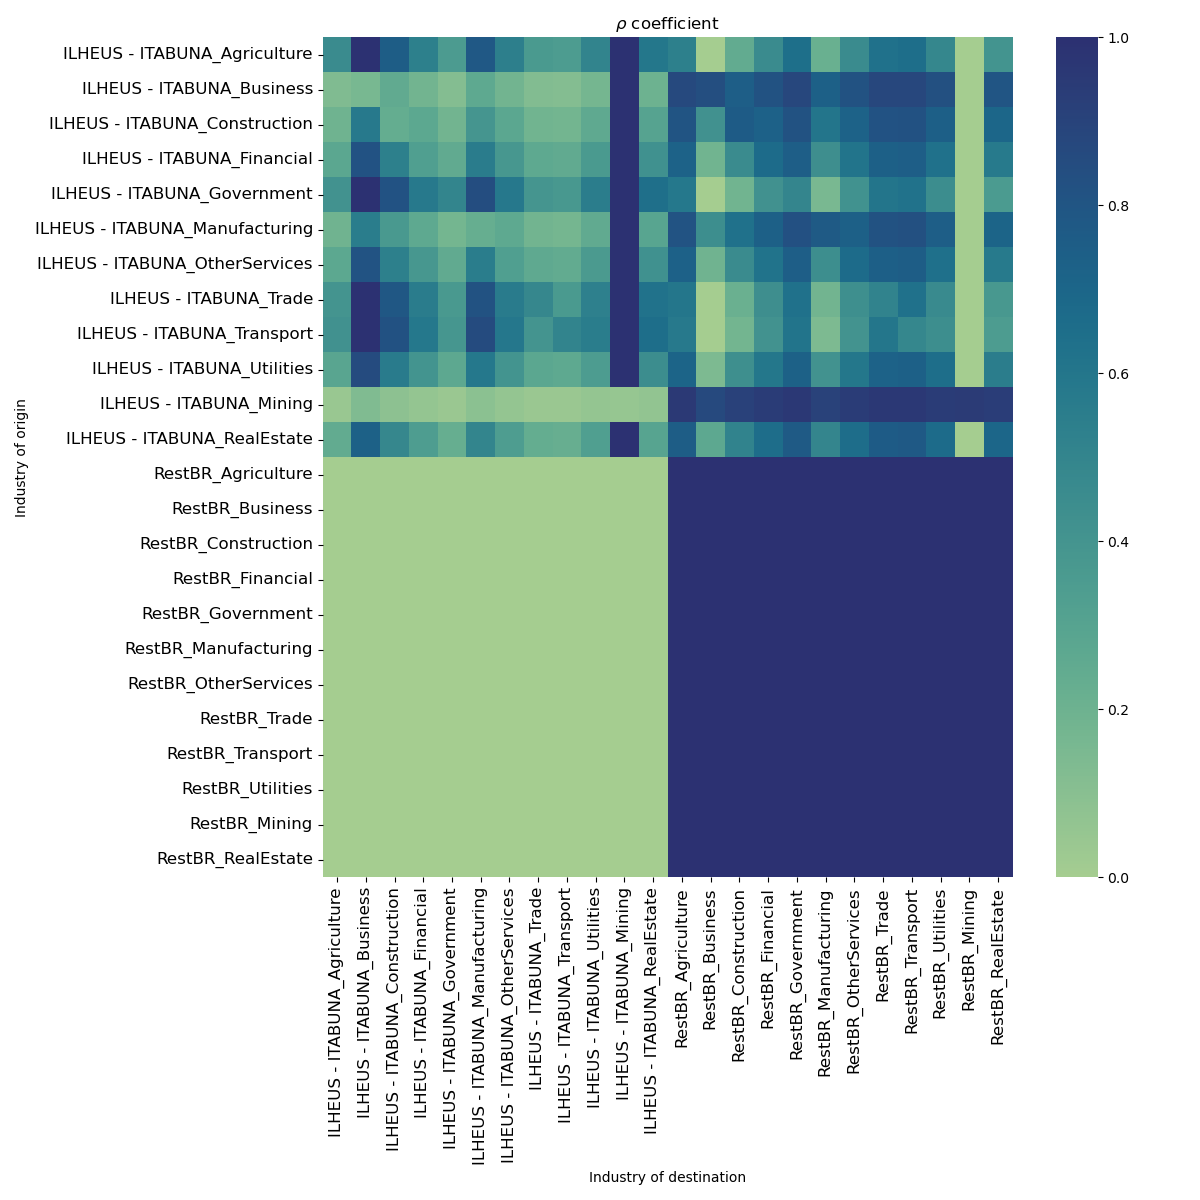 ρ coefficient
ILHEUS - ITABUNA_Agriculture
ILHEUS - ITABUNA_Business
ILHEUS - ITABUNA_Construction
ILHEUS - ITABUNA_Financial
ILHEUS - ITABUNA_Government
ILHEUS - ITABUNA_Manufacturing
ILHEUS - ITABUNA_OtherServices
ILHEUS - ITABUNA_Trade
ILHEUS - ITABUNA_Transport
ILHEUS - ITABUNA_Utilities
ILHEUS - ITABUNA_Mining
ILHEUS - ITABUNA_RealEstate
RestBR_Agriculture
RestBR_Business
RestBR_Construction
RestBR_Financial
RestBR_Government
RestBR_Manufacturing
RestBR_OtherServices
RestBR_Trade
RestBR_Transport
RestBR_Utilities
RestBR_Mining
RestBR_RealEstate
Industry of origin
ILHEUS - ITABUNA_Agriculture
ILHEUS - ITABUNA_Business
ILHEUS - ITABUNA_Construction
ILHEUS - ITABUNA_Financial
ILHEUS - ITABUNA_Government
ILHEUS - ITABUNA_Manufacturing
ILHEUS - ITABUNA_OtherServices
ILHEUS - ITABUNA_Trade
ILHEUS - ITABUNA_Transport
ILHEUS - ITABUNA_Utilities
ILHEUS - ITABUNA_Mining
ILHEUS - ITABUNA_RealEstate
RestBR_Agriculture
RestBR_Business
RestBR_Construction
RestBR_Financial
RestBR_Government
RestBR_Manufacturing
RestBR_OtherServices
RestBR_Trade
RestBR_Transport
RestBR_Utilities
RestBR_Mining
RestBR_RealEstate
Industry of destination
1.0
0.8
0.6
0.4
0.2
0.0